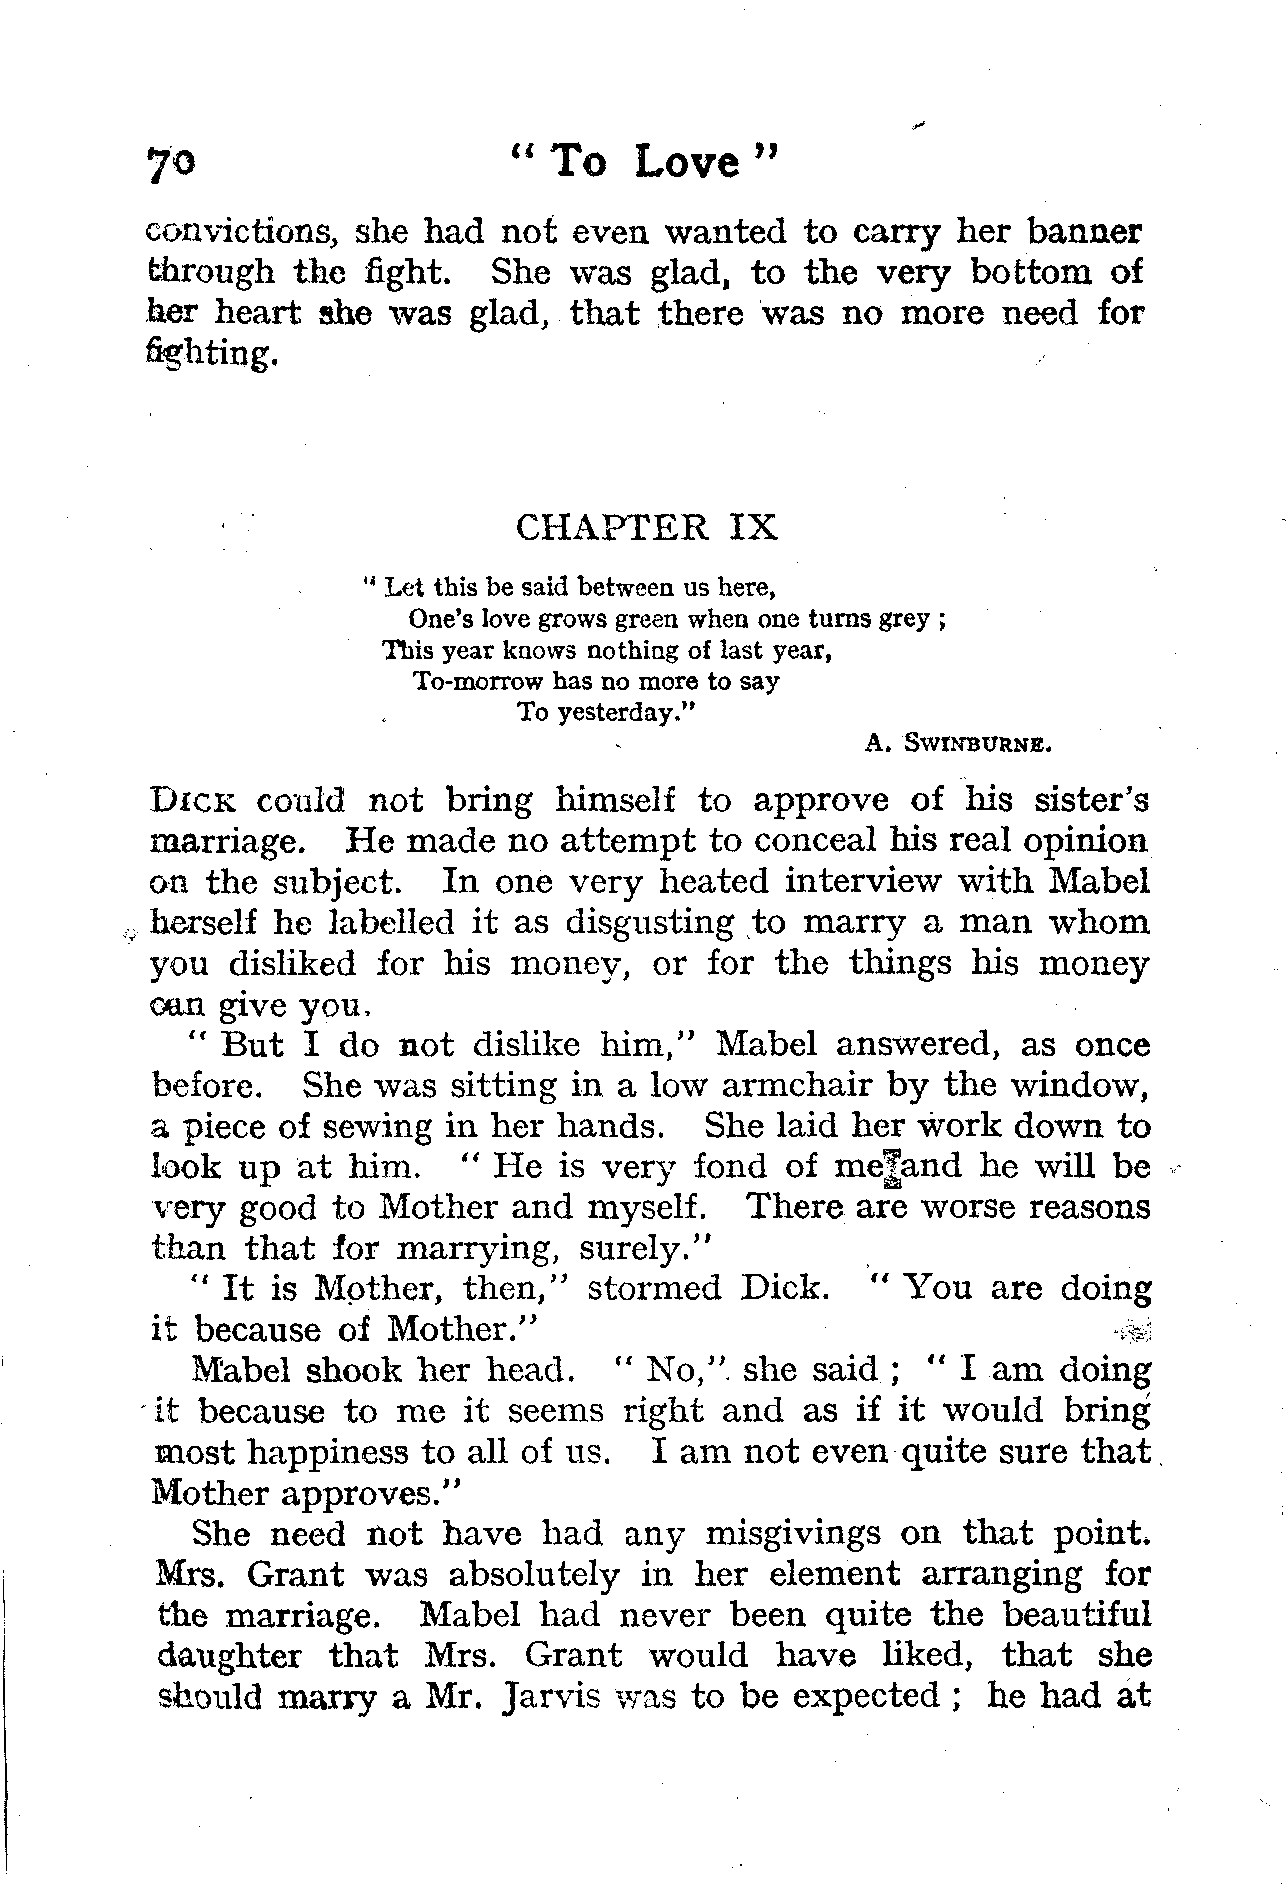 70 " To Love "
convictions, she had not even wanted to carry her banner
through the fight. She was glad, to the very bottom of
her heart she was glad, that there was no more need for
fighting.
CHAPTER IX
" Let this be said between us here,
One's love grows green when one turns grey ;
This year knows nothing of last year,
To-morrow has no more to say
To yesterday."
A. SWINBURNE.
DICK could not bring himself to approve of his sister's
marriage. He made no attempt to conceal his real opinion
on the subject. In one very heated interview with Mabel
herself he labelled it as disgusting to marry a man whom
you disliked for his money, or for the things his money
can give you.
" But I do not dislike him," Mabel answered, as once
before. She was sitting in a low armchair by the window,
a piece of sewing in her hands. She laid her work down to
look up at him. " He is very fond of me and he will be
very good to Mother and myself. There are worse reasons
than that for marrying, surely."
" It is Mother, then," stormed Dick. " You are doing
it because of Mother."
Mabel shook her head. " No," she said ; " I am doing
it because to me it seems right and as if it would bring
most happiness to all of us. I am not even quite sure that
Mother approves."
She need not have had any misgivings on that point.
Mrs. Grant was absolutely in her element arranging for
the marriage. Mabel had never been quite the beautiful
daughter that Mrs. Grant would have liked, that she
should marry a Mr. Jarvis was to be expected ; he had at